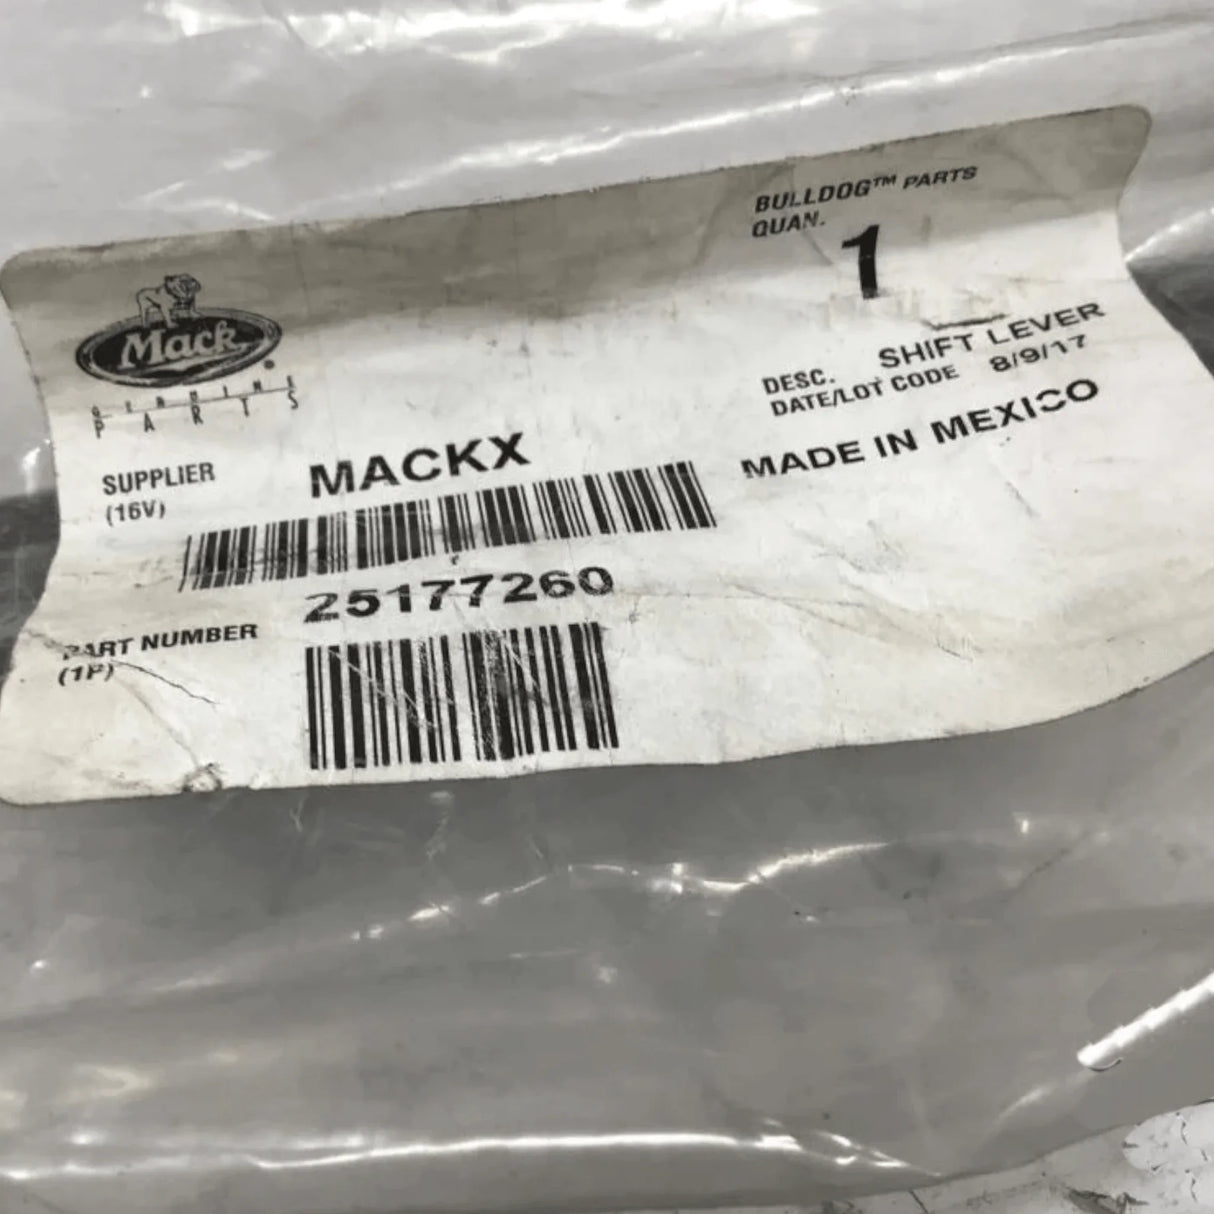 BULLDOG™ PARTS
QUAN.
1
Mack
®
GENUINE
PARTS
DESC. SHIFT LEVER
DATE/LOT CODE 8/9/17
MADE IN MEXICO
SUPPLIER
(16V)
MACKX
25177260
PART NUMBER
(1P)